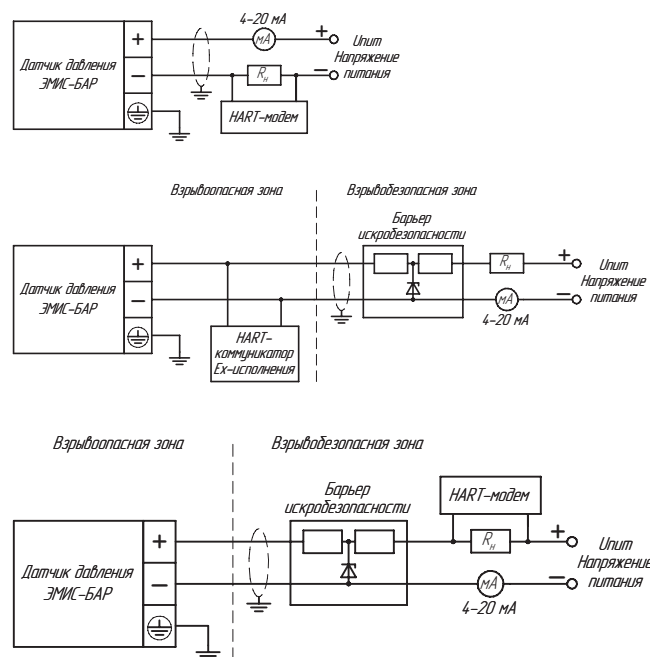 4-20 мА
+
мА
+
Uпит
Напряжение
питания
Датчик давления
ЭМИС-БАР
−
Rн
−
HART-модем
Взрывоопасная зона
Взрывобезопасная зона
Барьер
искробезопасности
+
Rн
+
Uпит
Напряжение
питания
Датчик давления
ЭМИС-БАР
−
мА
−
4-20 мА
HART-
коммуникатор
Ex-исполнения
Взрывоопасная зона
Взрывобезопасная зона
Барьер
искробезопасности
HART-модем
+
Rн
+
Uпит
Напряжение
питания
Датчик давления
ЭМИС-БАР
−
мА
−
4-20 мА